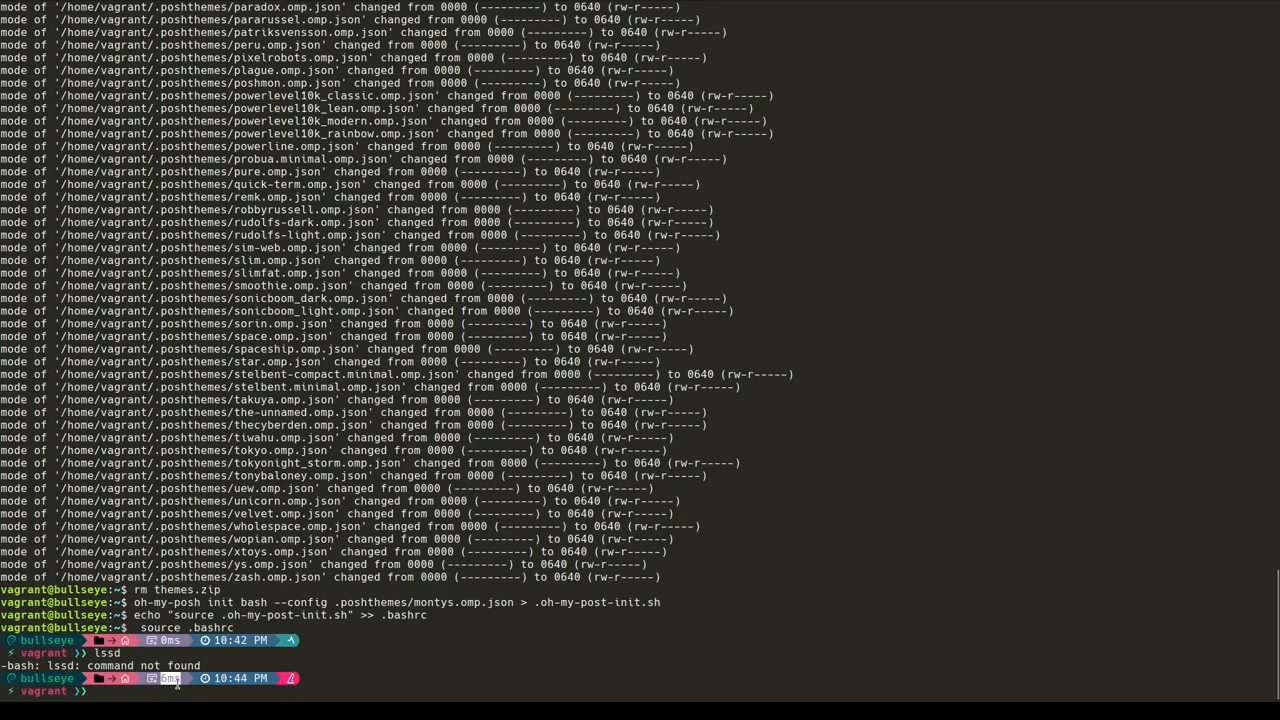 mode of '/home/vagrant/.poshthemes/paradox.omp.json' changed from 0000 (---------) to 0640 (rw-r-----)
mode of '/home/vagrant/.poshthemes/pararussel.omp.json' changed from 0000 (---------) to 0640 (rw-r-----)
mode of '/home/vagrant/.poshthemes/patriksvensson.omp.json' changed from 0000 (---------) to 0640 (rw-r-----)
mode of '/home/vagrant/.poshthemes/peru.omp.json' changed from 0000 (---------) to 0640 (rw-r-----)
mode of '/home/vagrant/.poshthemes/pixelrobots.omp.json' changed from 0000 (---------) to 0640 (rw-r-----)
mode of '/home/vagrant/.poshthemes/plague.omp.json' changed from 0000 (---------) to 0640 (rw-r-----)
mode of '/home/vagrant/.poshthemes/poshmon.omp.json' changed from 0000 (---------) to 0640 (rw-r-----)
mode of '/home/vagrant/.poshthemes/powerlevel10k_classic.omp.json' changed from 0000 (---------) to 0640 (rw-r-----)
mode of '/home/vagrant/.poshthemes/powerlevel10k_lean.omp.json' changed from 0000 (---------) to 0640 (rw-r-----)
mode of '/home/vagrant/.poshthemes/powerlevel10k_modern.omp.json' changed from 0000 (---------) to 0640 (rw-r-----)
mode of '/home/vagrant/.poshthemes/powerlevel10k_rainbow.omp.json' changed from 0000 (---------) to 0640 (rw-r-----)
mode of '/home/vagrant/.poshthemes/powerline.omp.json' changed from 0000 (---------) to 0640 (rw-r-----)
mode of '/home/vagrant/.poshthemes/probua.minimal.omp.json' changed from 0000 (---------) to 0640 (rw-r-----)
mode of '/home/vagrant/.poshthemes/pure.omp.json' changed from 0000 (---------) to 0640 (rw-r-----)
mode of '/home/vagrant/.poshthemes/quick-term.omp.json' changed from 0000 (---------) to 0640 (rw-r-----)
mode of '/home/vagrant/.poshthemes/remk.omp.json' changed from 0000 (---------) to 0640 (rw-r-----)
mode of '/home/vagrant/.poshthemes/robbyrussell.omp.json' changed from 0000 (---------) to 0640 (rw-r-----)
mode of '/home/vagrant/.poshthemes/rudolfs-dark.omp.json' changed from 0000 (---------) to 0640 (rw-r-----)
mode of '/home/vagrant/.poshthemes/rudolfs-light.omp.json' changed from 0000 (---------) to 0640 (rw-r-----)
mode of '/home/vagrant/.poshthemes/sim-web.omp.json' changed from 0000 (---------) to 0640 (rw-r-----)
mode of '/home/vagrant/.poshthemes/slim.omp.json' changed from 0000 (---------) to 0640 (rw-r-----)
mode of '/home/vagrant/.poshthemes/slimfat.omp.json' changed from 0000 (---------) to 0640 (rw-r-----)
mode of '/home/vagrant/.poshthemes/smoothie.omp.json' changed from 0000 (---------) to 0640 (rw-r-----)
mode of '/home/vagrant/.poshthemes/sonicboom_dark.omp.json' changed from 0000 (---------) to 0640 (rw-r-----)
mode of '/home/vagrant/.poshthemes/sonicboom_light.omp.json' changed from 0000 (---------) to 0640 (rw-r-----)
mode of '/home/vagrant/.poshthemes/sorin.omp.json' changed from 0000 (---------) to 0640 (rw-r-----)
mode of '/home/vagrant/.poshthemes/space.omp.json' changed from 0000 (---------) to 0640 (rw-r-----)
mode of '/home/vagrant/.poshthemes/spaceship.omp.json' changed from 0000 (---------) to 0640 (rw-r-----)
mode of '/home/vagrant/.poshthemes/star.omp.json' changed from 0000 (---------) to 0640 (rw-r-----)
mode of '/home/vagrant/.poshthemes/stelbent-compact.minimal.omp.json' changed from 0000 (---------) to 0640 (rw-r-----)
mode of '/home/vagrant/.poshthemes/stelbent.minimal.omp.json' changed from 0000 (---------) to 0640 (rw-r-----)
mode of '/home/vagrant/.poshthemes/takuya.omp.json' changed from 0000 (---------) to 0640 (rw-r-----)
mode of '/home/vagrant/.poshthemes/the-unnamed.omp.json' changed from 0000 (---------) to 0640 (rw-r-----)
mode of '/home/vagrant/.poshthemes/thecyberden.omp.json' changed from 0000 (---------) to 0640 (rw-r-----)
mode of '/home/vagrant/.poshthemes/tiwahu.omp.json' changed from 0000 (---------) to 0640 (rw-r-----)
mode of '/home/vagrant/.poshthemes/tokyo.omp.json' changed from 0000 (---------) to 0640 (rw-r-----)
mode of '/home/vagrant/.poshthemes/tokyonight_storm.omp.json' changed from 0000 (---------) to 0640 (rw-r-----)
mode of '/home/vagrant/.poshthemes/tonybaloney.omp.json' changed from 0000 (---------) to 0640 (rw-r-----)
mode of '/home/vagrant/.poshthemes/uew.omp.json' changed from 0000 (---------) to 0640 (rw-r-----)
mode of '/home/vagrant/.poshthemes/unicorn.omp.json' changed from 0000 (---------) to 0640 (rw-r-----)
mode of '/home/vagrant/.poshthemes/velvet.omp.json' changed from 0000 (---------) to 0640 (rw-r-----)
mode of '/home/vagrant/.poshthemes/wholespace.omp.json' changed from 0000 (---------) to 0640 (rw-r-----)
mode of '/home/vagrant/.poshthemes/wopian.omp.json' changed from 0000 (---------) to 0640 (rw-r-----)
mode of '/home/vagrant/.poshthemes/xtoys.omp.json' changed from 0000 (---------) to 0640 (rw-r-----)
mode of '/home/vagrant/.poshthemes/ys.omp.json' changed from 0000 (---------) to 0640 (rw-r-----)
mode of '/home/vagrant/.poshthemes/zash.omp.json' changed from 0000 (---------) to 0640 (rw-r-----)
vagrant@bullseye:~$ rm themes.zip
vagrant@bullseye:~$ oh-my-posh init bash --config .poshthemes/montys.omp.json > .oh-my-post-init.sh
vagrant@bullseye:~$ echo "source .oh-my-post-init.sh" >> .bashrc
vagrant@bullseye:~$  source .bashrc
bullseye → 0ms 10:42 PM
⚡ vagrant ❯❯ lssd
-bash: lssd: command not found
bullseye → 6ms 10:44 PM
⚡ vagrant ❯❯